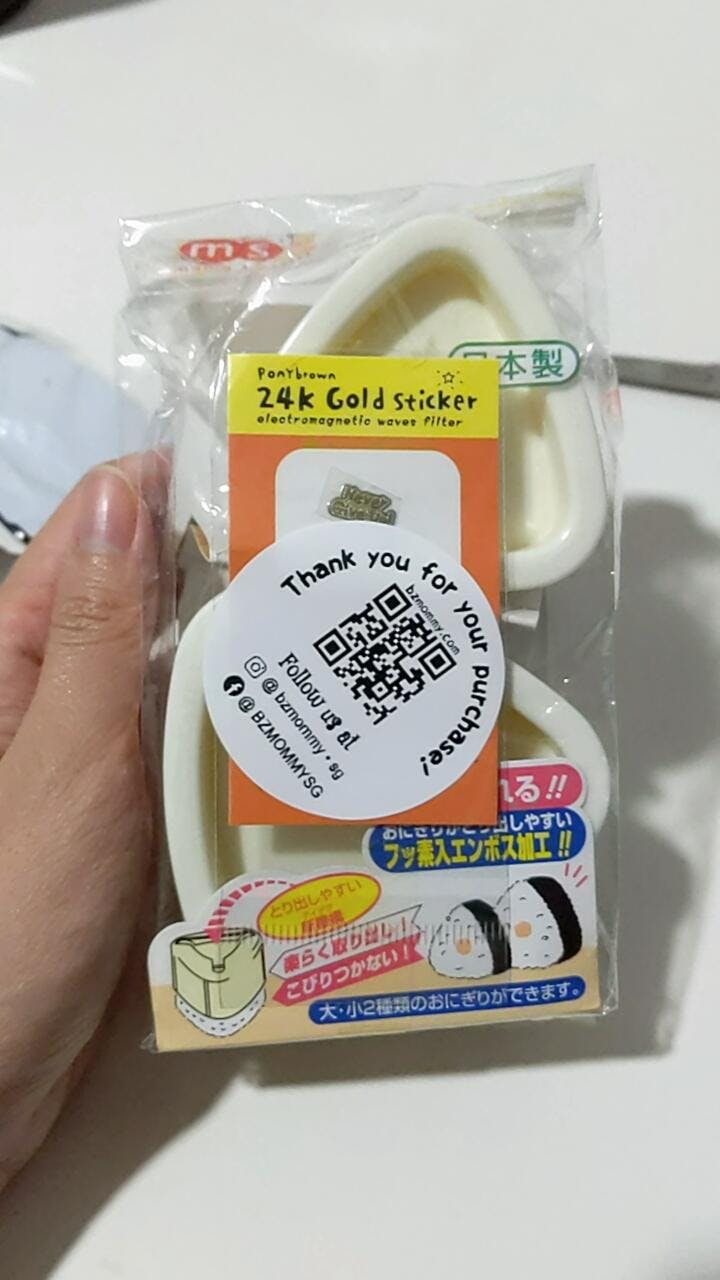 ms
日本製
Ponybrown
24k Gold sticker
electromagnetic waves filter
Never
Thank you for your purchase!
bzmommy.com
Follow us at
@bzmommy.sg
@BZMOMMYSG
れる!!
おにぎりがとり出しやすい
フッ素入エンボス加工!!
とり出しやすい
楽らく取り出し!
こびりつかない!
大・小2種類のおにぎりができます。